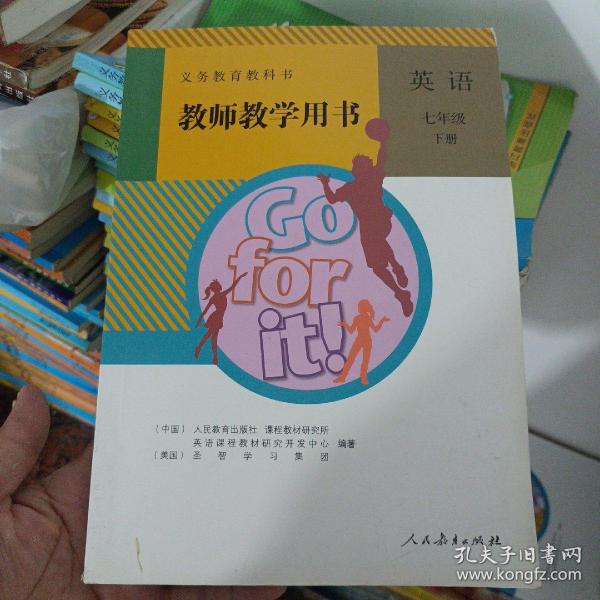 义务教育教科书
教师教学用书
英语
七年级
下册
Go
for
it!
（中国）人民教育出版社 课程教材研究所
英语课程教材研究开发中心 编著
（美国）圣智学习集团
人民教育出版社
孔夫子旧书网
www.kongfz.com